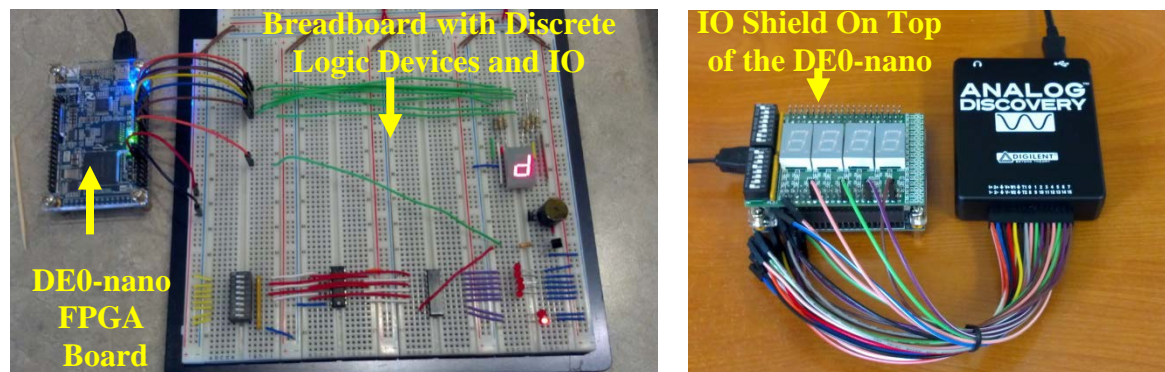 Breadboard with Discrete
Logic Devices and IO
DE0-nano
FPGA
Board
d
IO Shield On Top
of the DE0-nano
ANALOG™
DISCOVERY
DIGILENT